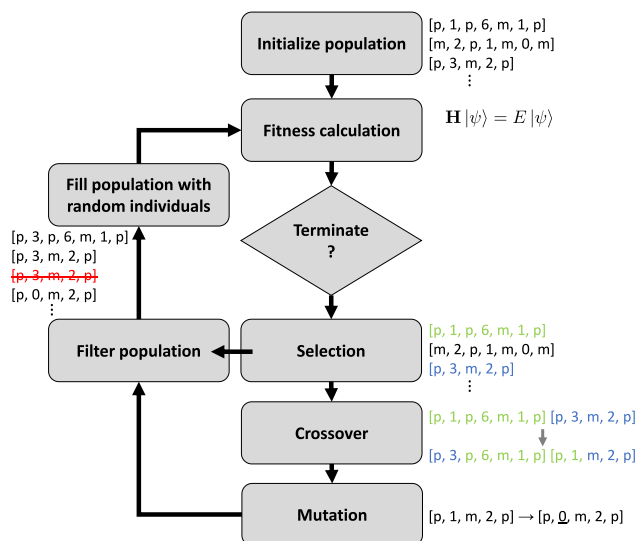 Initialize population
[p, 1, p, 6, m, 1, p]
[m, 2, p, 1, m, 0, m]
[p, 3, m, 2, p]
⋮
Fitness calculation
𝐇 |ψ⟩ = E |ψ⟩
Fill population with
random individuals
Terminate
?
[p, 3, p, 6, m, 1, p]
[p, 3, m, 2, p]
[p, 3, m, 2, p]
[p, 0, m, 2, p]
⋮
Filter population
Selection
[p, 1, p, 6, m, 1, p]
[m, 2, p, 1, m, 0, m]
[p, 3, m, 2, p]
⋮
Crossover
[p, 1, p, 6, m, 1, p] [p, 3, m, 2, p]
[p, 3, p, 6, m, 1, p] [p, 1, m, 2, p]
Mutation
[p, 1, m, 2, p] → [p, 0, m, 2, p]